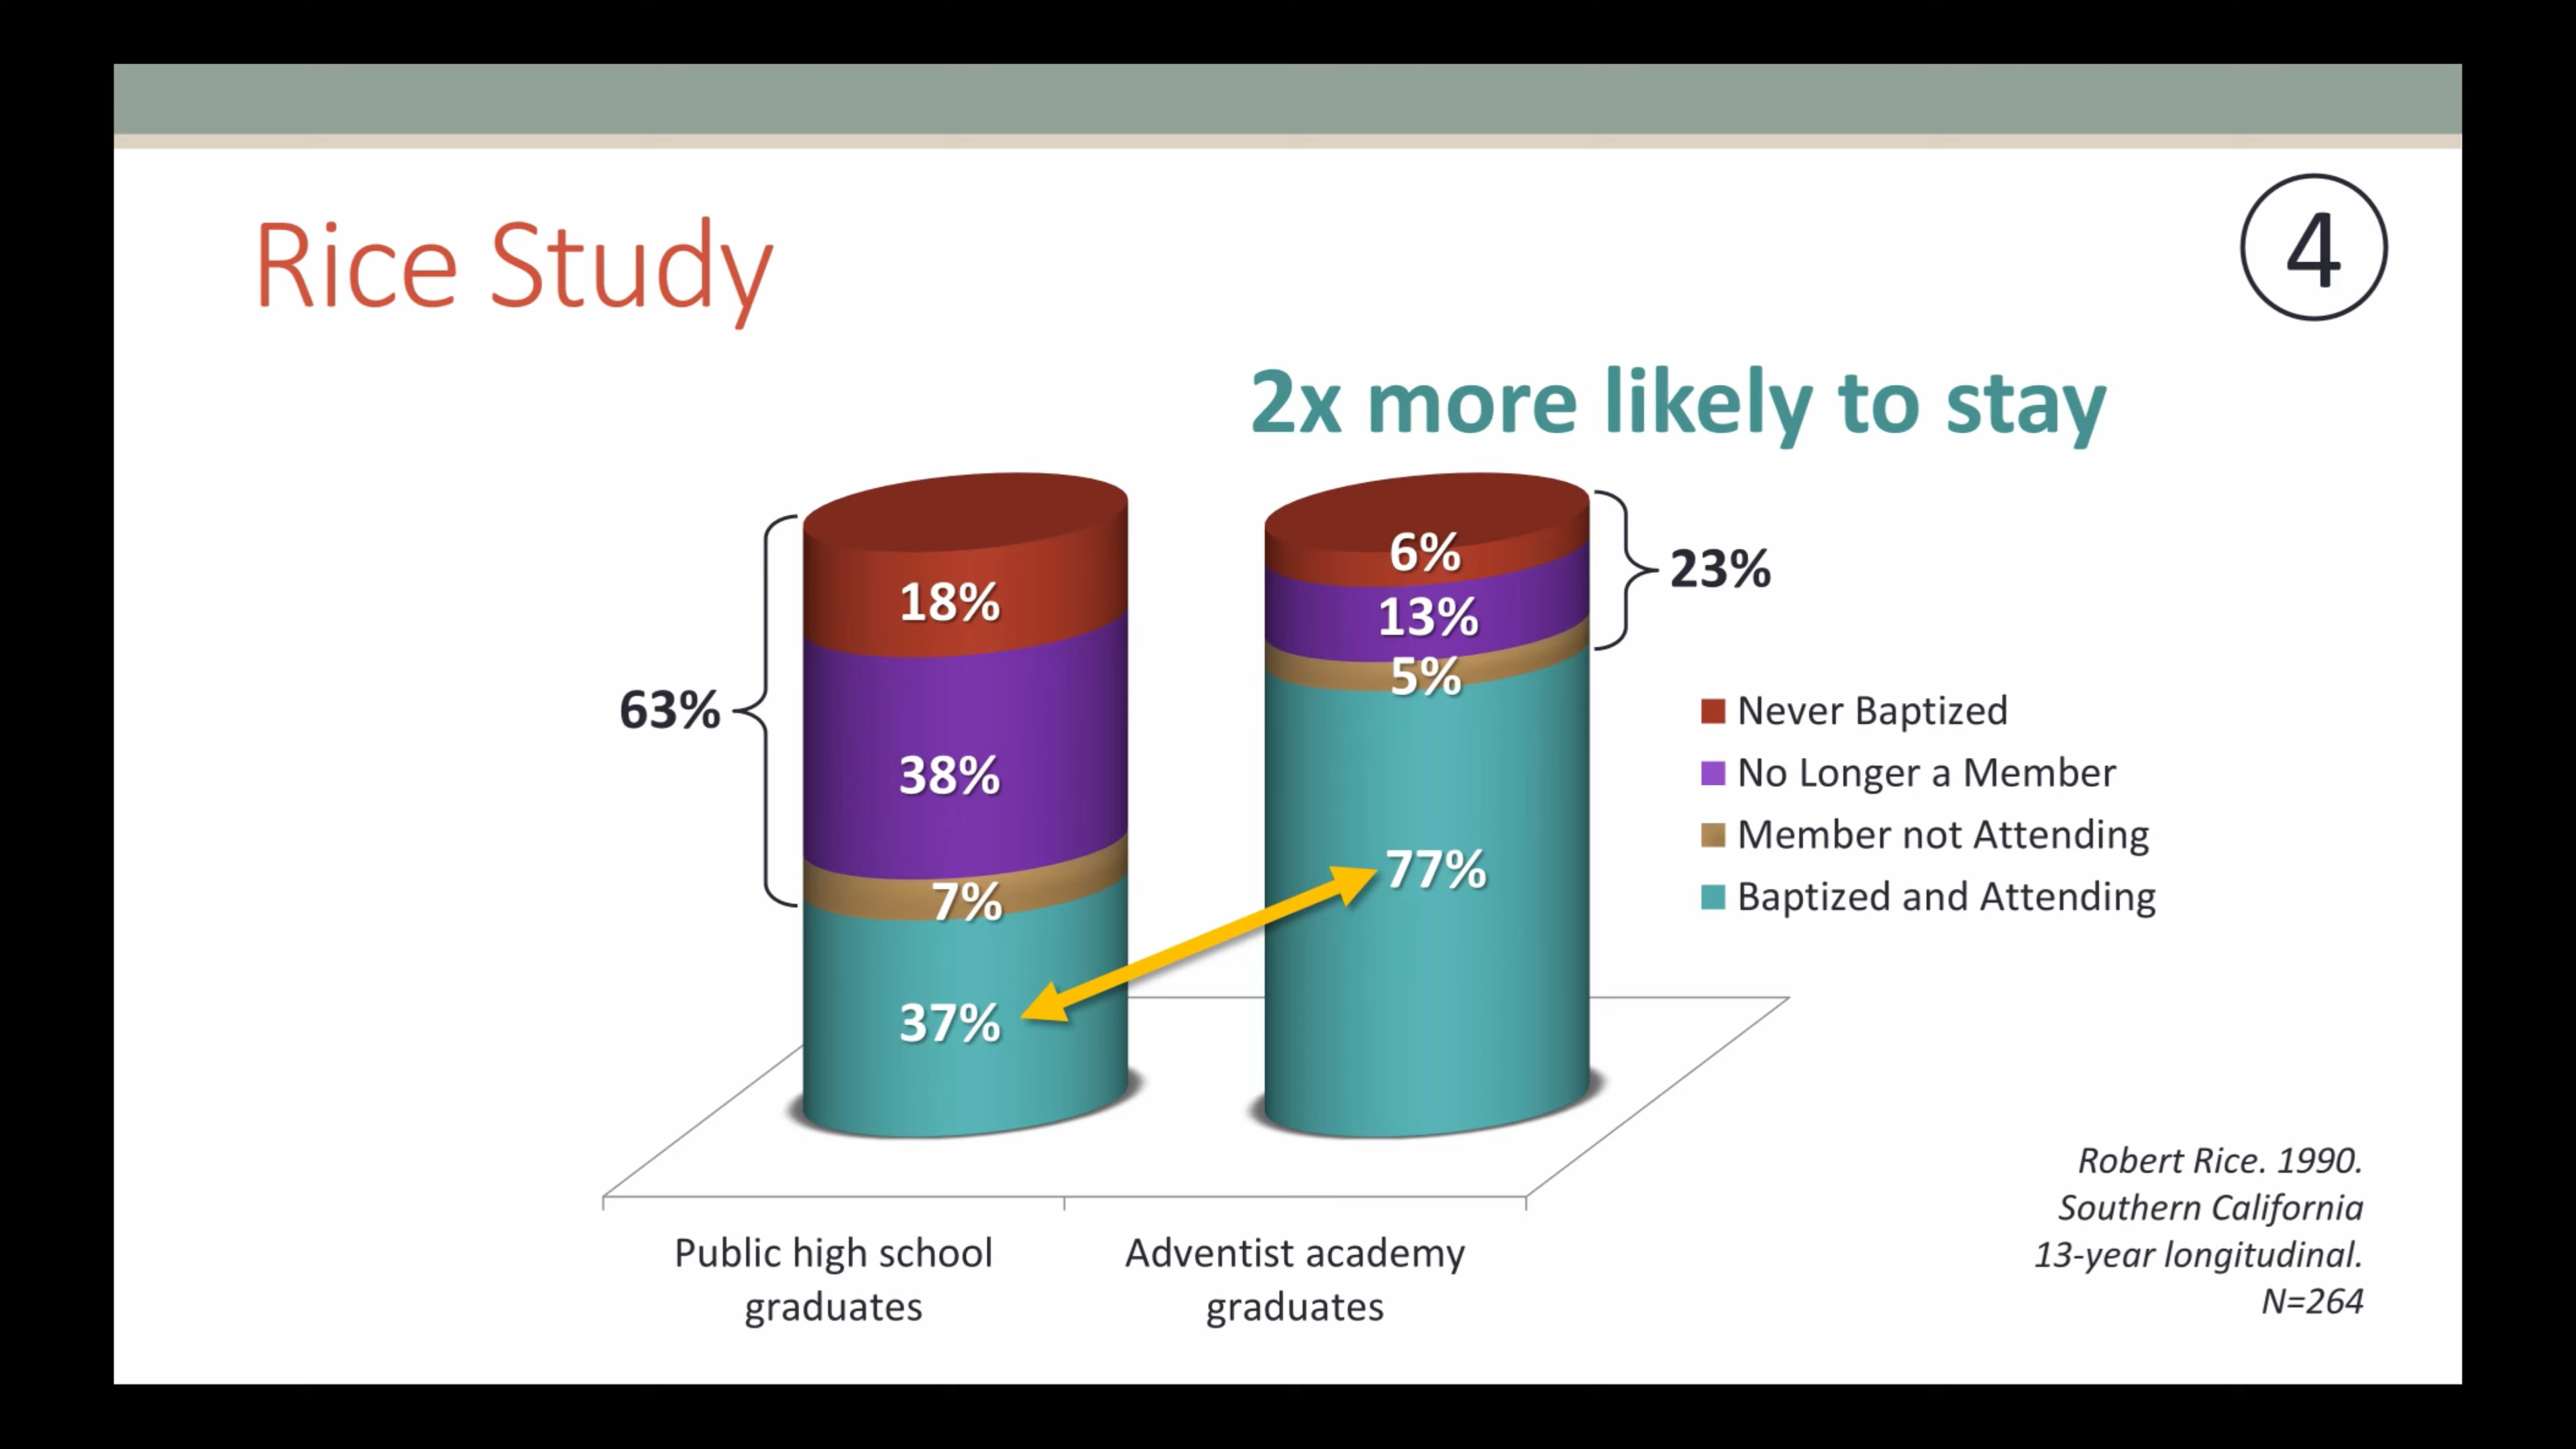 Rice Study
4
2x more likely to stay
18%
38%
7%
37%
63%
6%
13%
5%
77%
23%
Never Baptized
No Longer a Member
Member not Attending
Baptized and Attending
Public high school
graduates
Adventist academy
graduates
Robert Rice. 1990.
Southern California
13-year longitudinal.
N=264